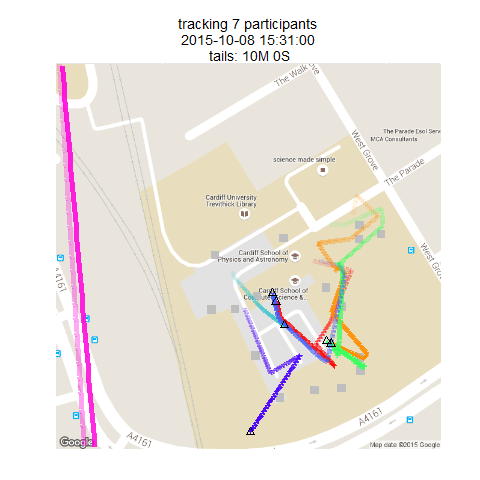 tracking 7 participants
2015-10-08 15:31:00
tails: 10M 0S
The Walk
ove
West Grove
The Parade Esol Serv
MCA Consultants
science made simple
The Parade
Cardiff University
Trevithick Library
West Grove
Cardiff School of
Physics and Astronomy
Cardiff School of
Computer Science &...
A4161
A4161
A4161
Google
Map data ©2015 Google